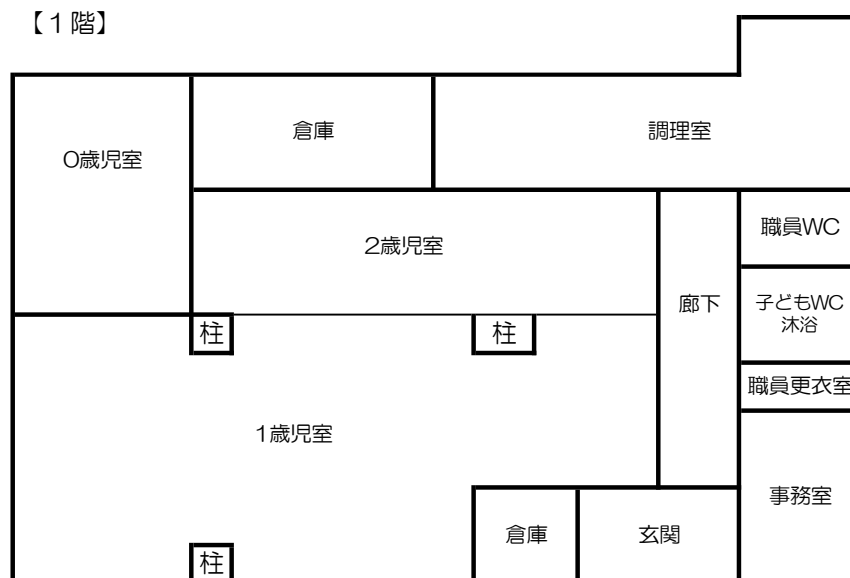 【１階】
倉庫
調理室
0歳児室
職員WC
2歳児室
廊下
子どもWC
沐浴
柱
柱
職員更衣室
1歳児室
事務室
倉庫
玄関
柱